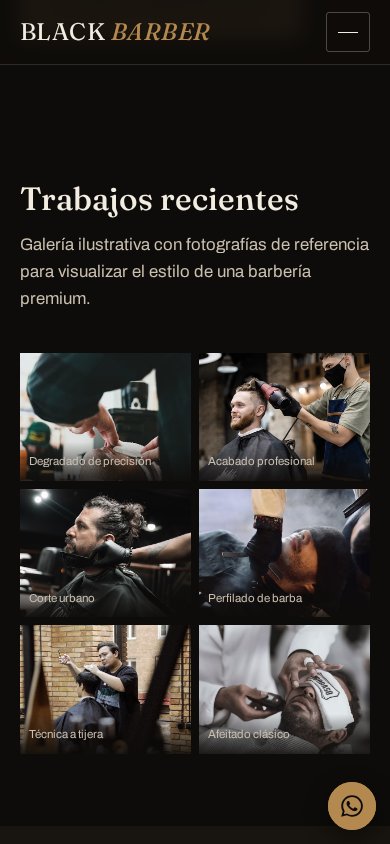 BLACK BARBER
Trabajos recientes
Galería ilustrativa con fotografías de referencia
para visualizar el estilo de una barbería
premium.
Degradado de precisión
Acabado profesional
Corte urbano
Perfilado de barba
Técnica a tijera
Afeitado clásico